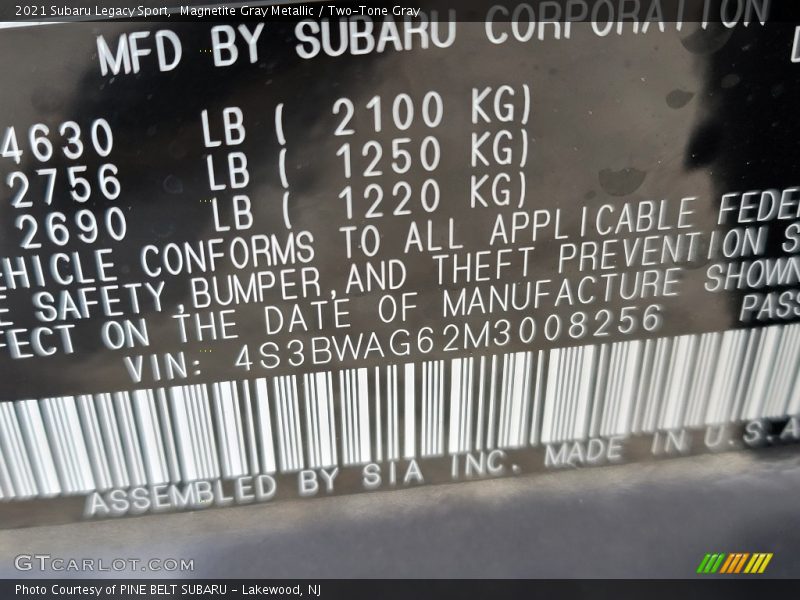 2021 Subaru Legacy Sport, Magnetite Gray Metallic / Two-Tone Gray
MFD BY SUBARU CORPORATION
4630 LB ( 2100 KG)
2756 LB ( 1250 KG)
2690 LB ( 1220 KG)
EHICLE CONFORMS TO ALL APPLICABLE FEDE
E SAFETY,BUMPER,AND THEFT PREVENTION S
FECT ON THE DATE OF MANUFACTURE SHOWN
VIN: 4S3BWAG62M3008256 PASS
ASSEMBLED BY SIA INC. MADE IN U.S.A
GTCARLOT.COM
Photo Courtesy of PINE BELT SUBARU - Lakewood, NJ